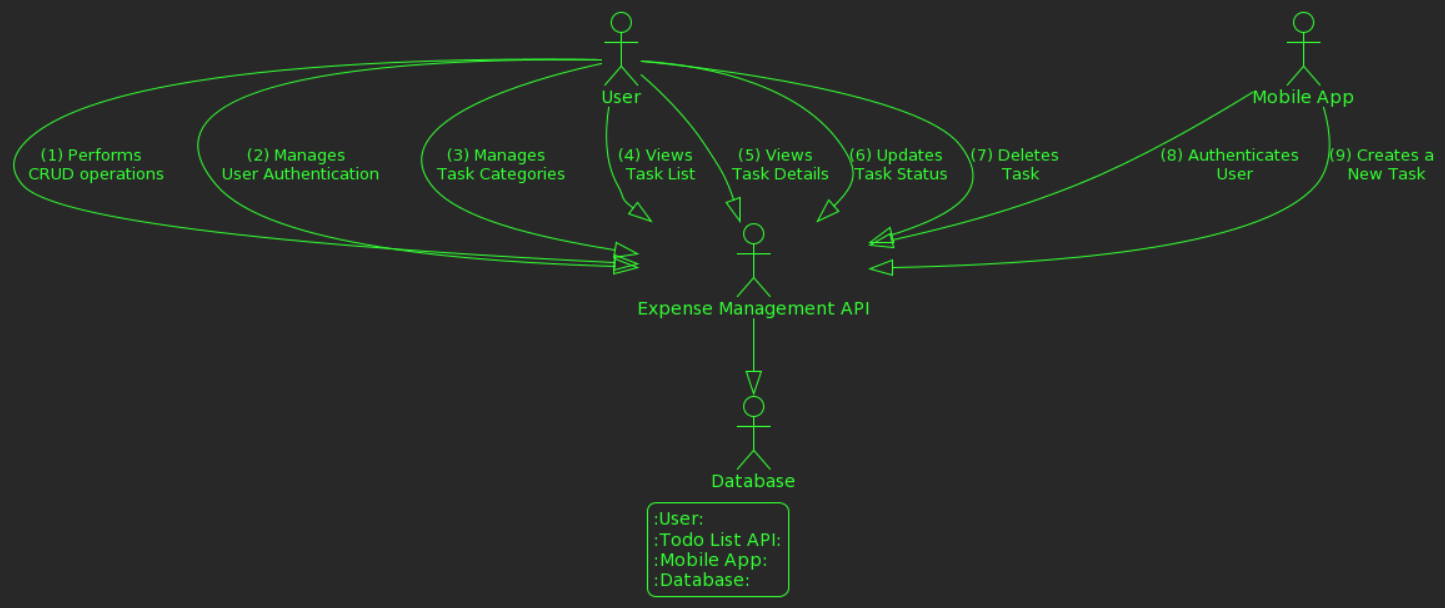 User
Mobile App
(1) Performs
CRUD operations
(2) Manages
User Authentication
(3) Manages
Task Categories
(4) Views
Task List
(5) Views
Task Details
(6) Updates
Task Status
(7) Deletes
Task
(8) Authenticates
User
(9) Creates a
New Task
Expense Management API
Database
:User:
:Todo List API:
:Mobile App:
:Database: